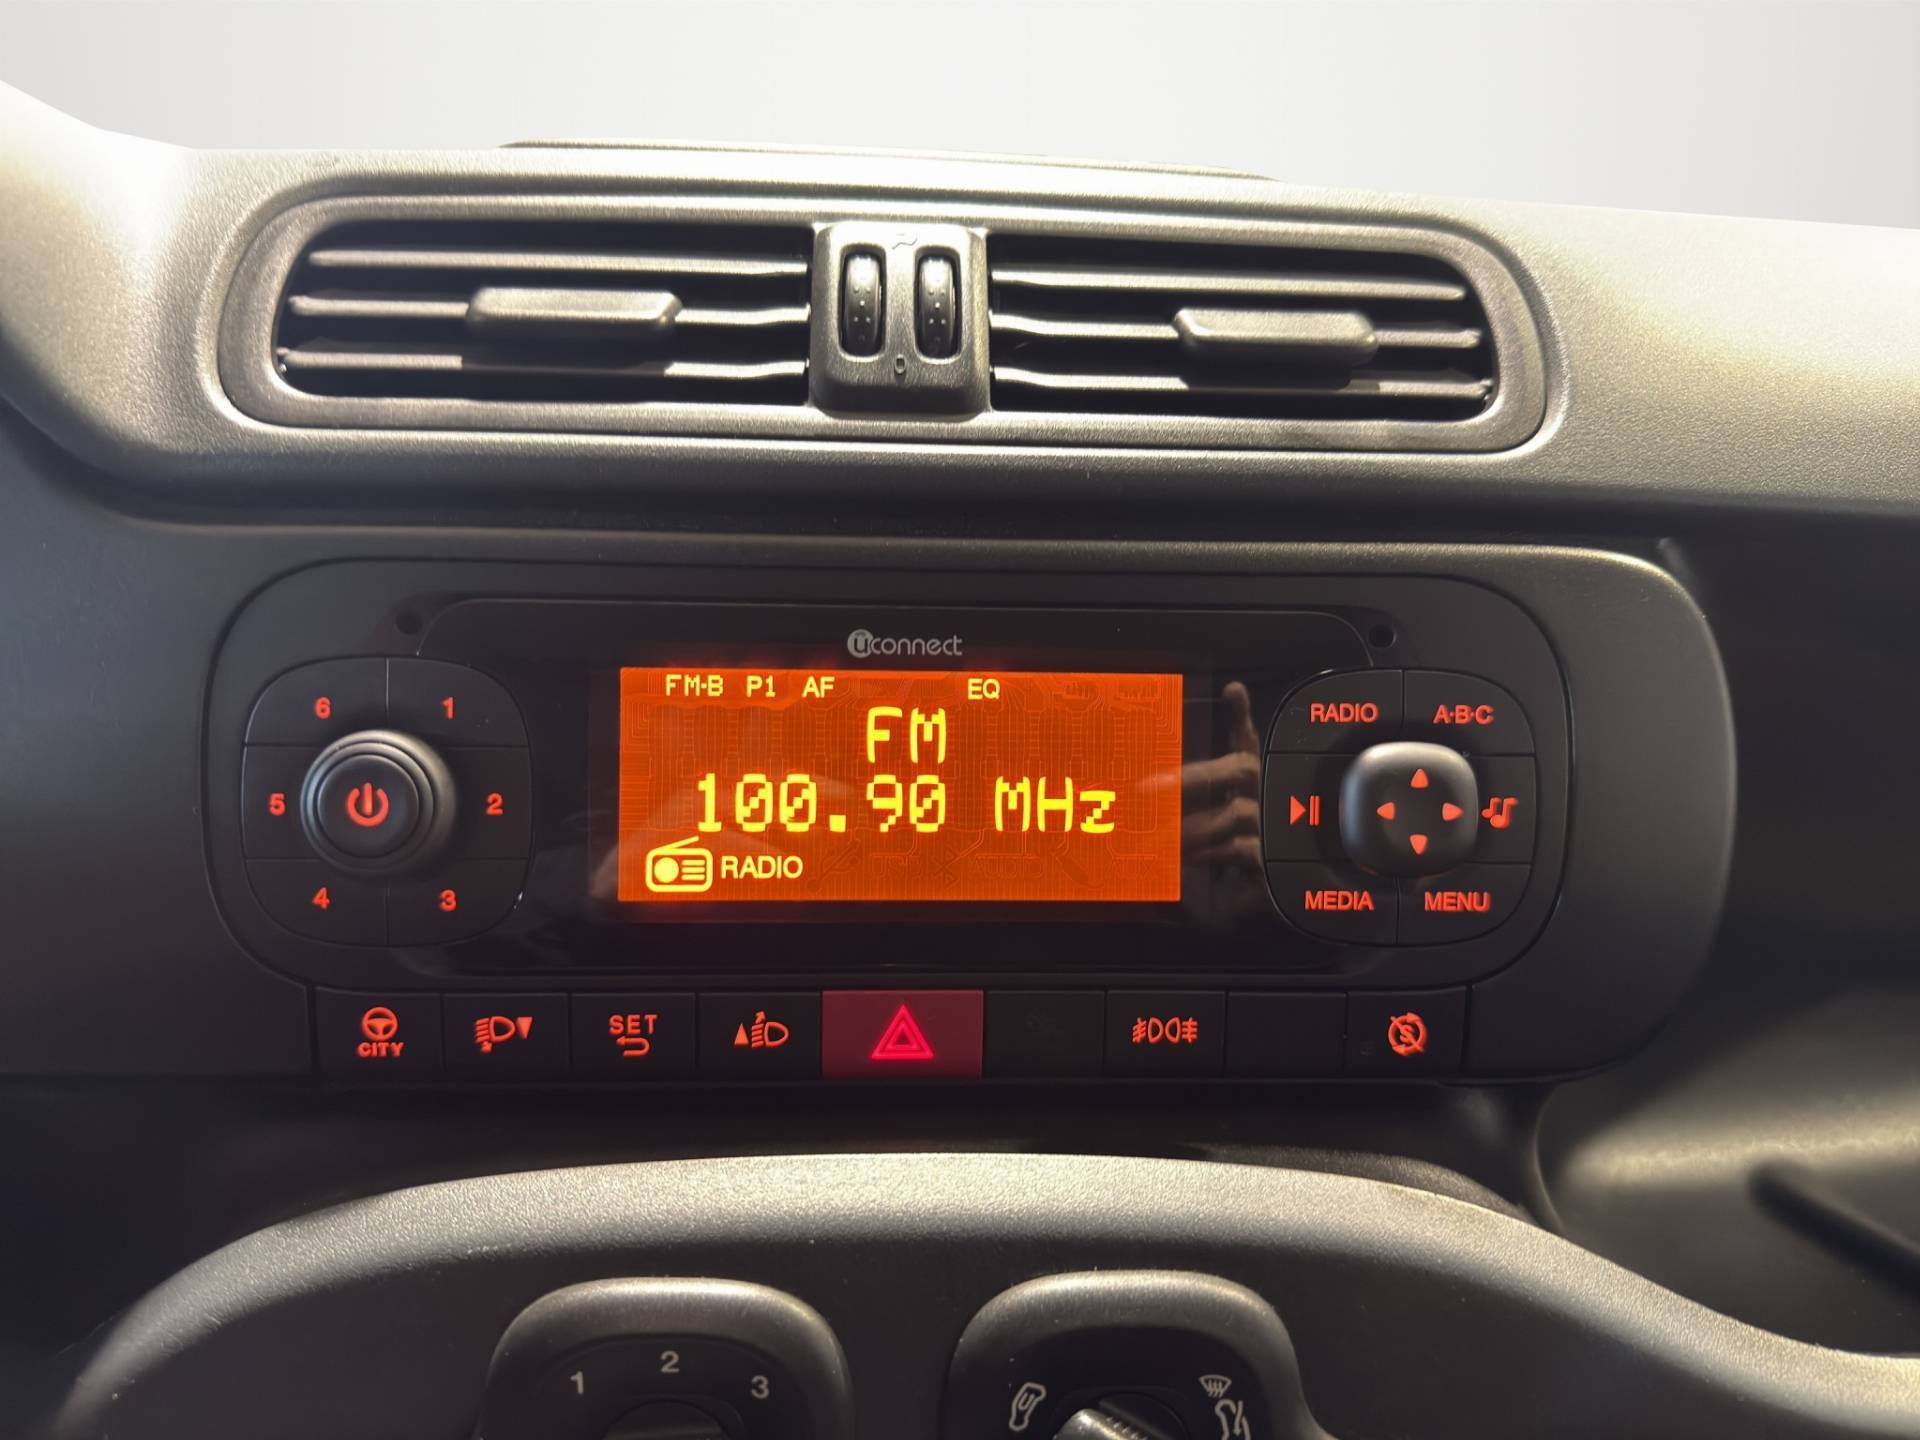 uconnect
FM-B P1 AF EQ
FM
100.90 MHz
RADIO
6 1
5 2
4 3
RADIO A·B·C
MEDIA MENU
CITY
SET
1 2 3